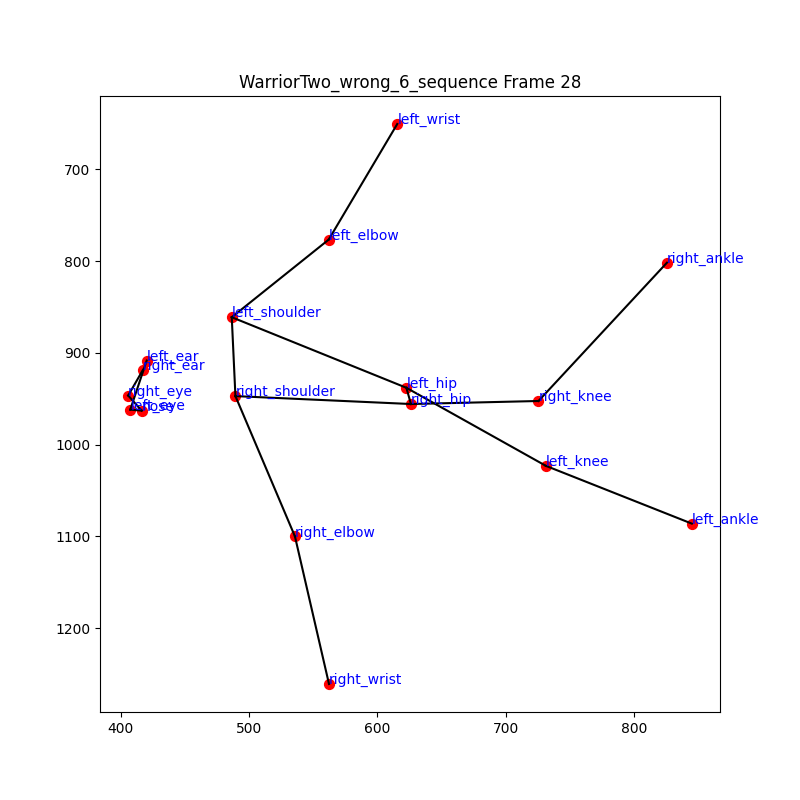 WarriorTwo_wrong_6_sequence Frame 28
left_wrist
700
left_elbow
800
right_ankle
left_shoulder
900
left_ear
right_ear
left_hip
right_eye
right_shoulder
right_hip
right_knee
left_eye
nose
1000
left_knee
left_ankle
1100
right_elbow
1200
right_wrist
400 500 600 700 800